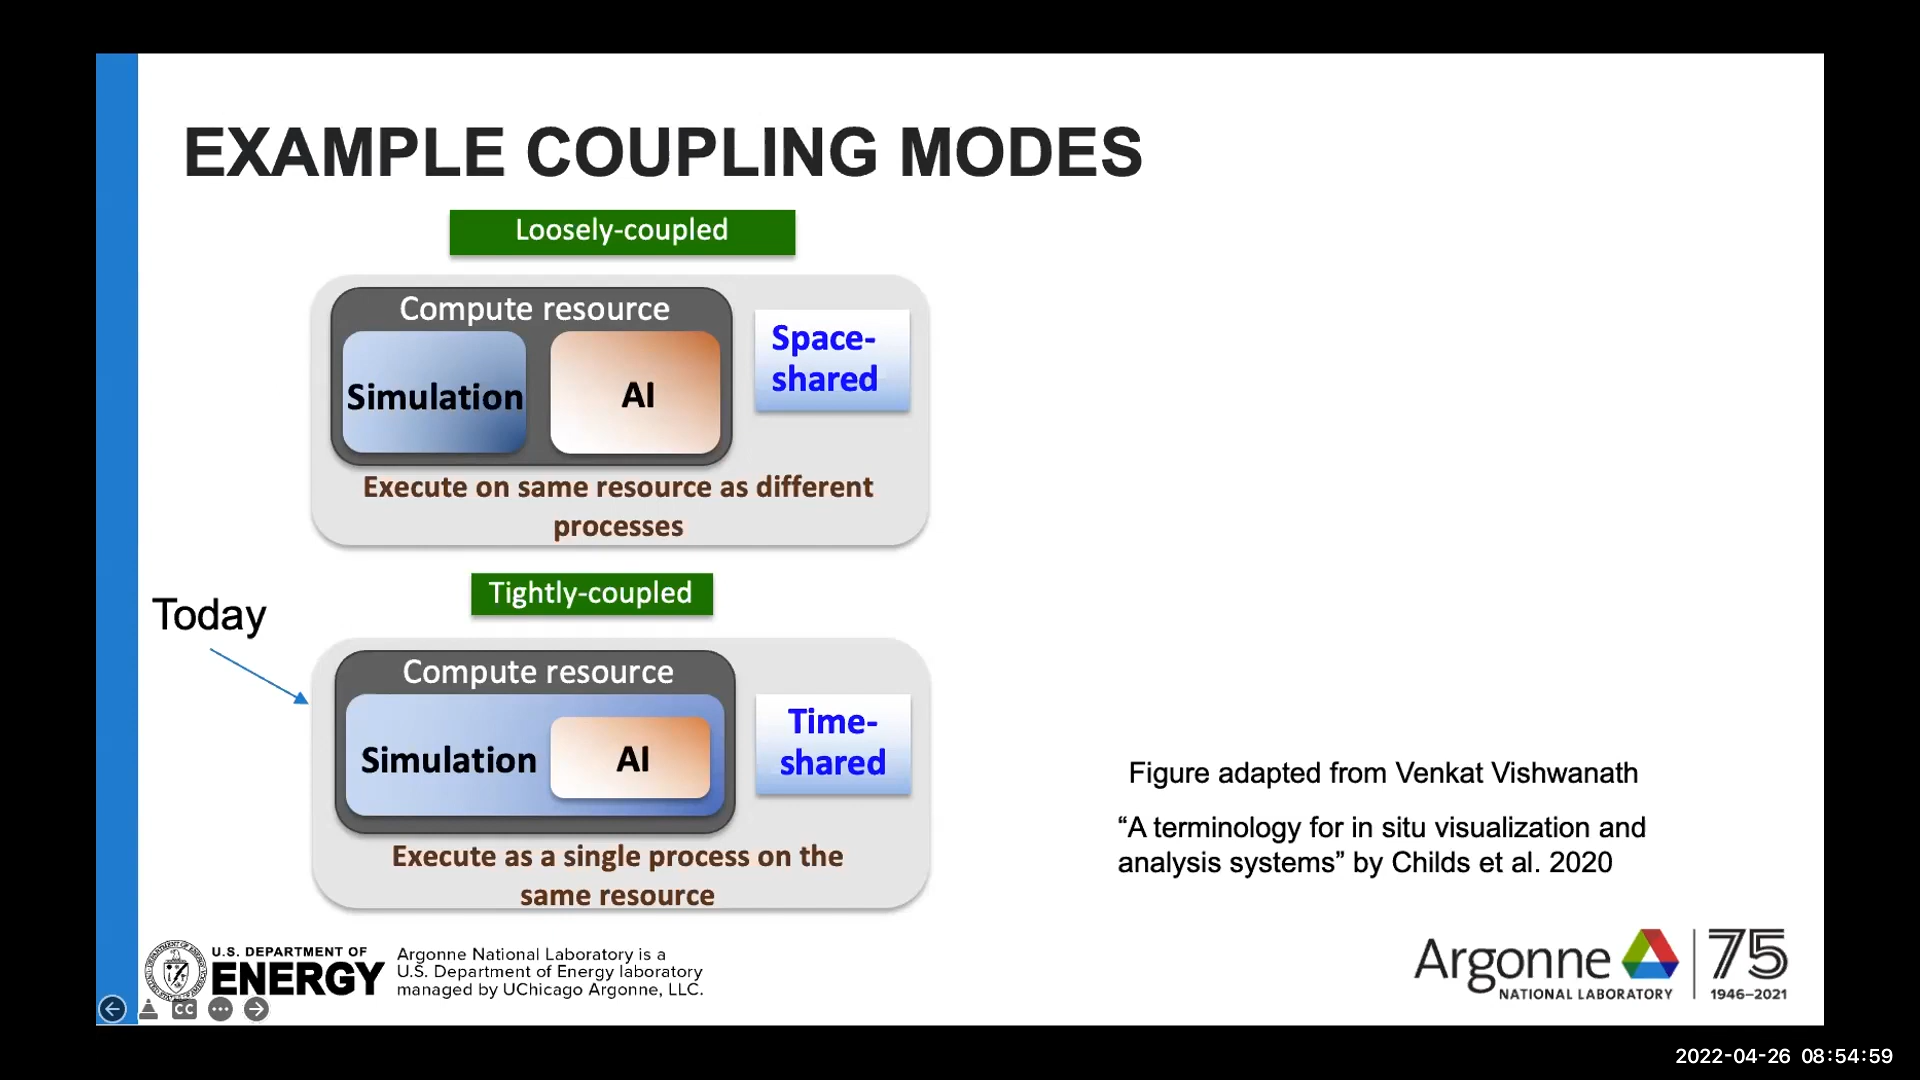 EXAMPLE COUPLING MODES
Loosely-coupled
Compute resource
Simulation
AI
Space-
shared
Execute on same resource as different
processes
Tightly-coupled
Today
Compute resource
Simulation
AI
Time-
shared
Execute as a single process on the
same resource
Figure adapted from Venkat Vishwanath
“A terminology for in situ visualization and
analysis systems” by Childs et al. 2020
U.S. DEPARTMENT OF
ENERGY
Argonne National Laboratory is a
U.S. Department of Energy laboratory
managed by UChicago Argonne, LLC.
Argonne
NATIONAL LABORATORY
75
1946–2021
CC
2022-04-26 08:54:59